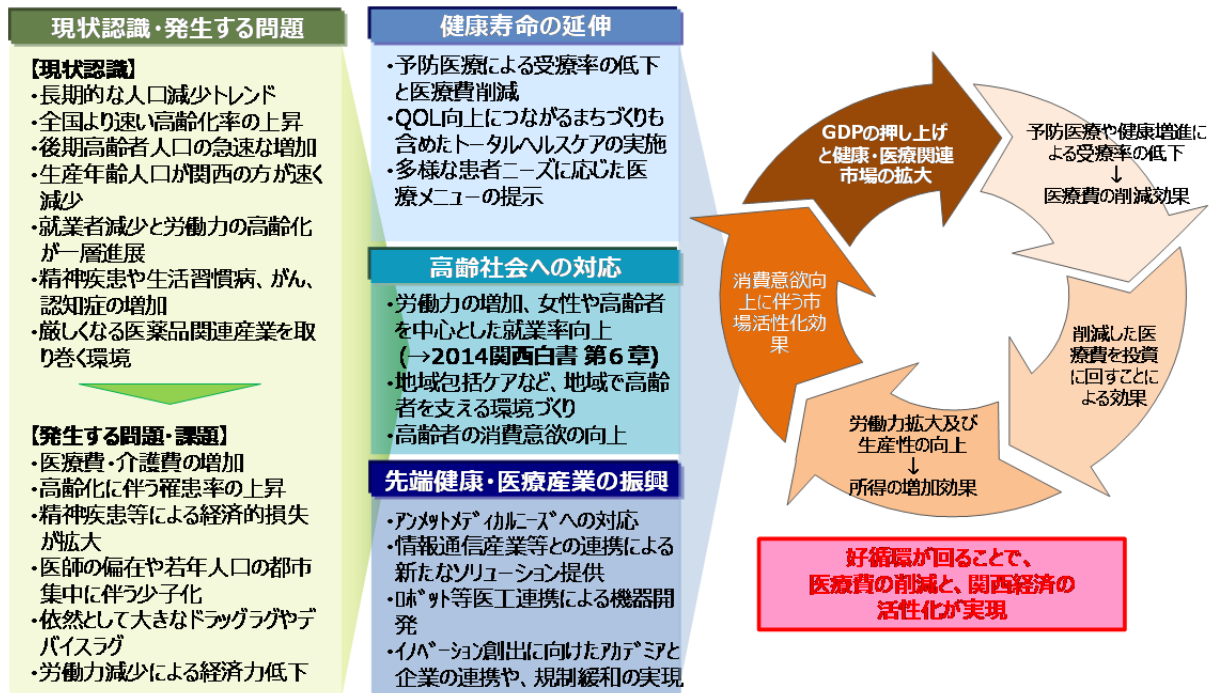 現状認識・発生する問題
【現状認識】
・長期的な人口減少トレンド
・全国より速い高齢化率の上昇
・後期高齢者人口の急速な増加
・生産年齢人口が関西の方が速く
減少
・就業者減少と労働力の高齢化
が一層進展
・精神疾患や生活習慣病、がん、
認知症の増加
・厳しくなる医薬品関連産業を取
り巻く環境
【発生する問題・課題】
・医療費・介護費の増加
・高齢化に伴う罹患率の上昇
・精神疾患等による経済的損失
が拡大
・医師の偏在や若年人口の都市
集中に伴う少子化
・依然として大きなドラッグラグやデ
バイスラグ
・労働力減少による経済力低下
健康寿命の延伸
・予防医療による受療率の低下
と医療費削減
・QOL向上につながるまちづくりも
含めたトータルヘルスケアの実施
・多様な患者ニーズに応じた医
療メニューの提示
高齢社会への対応
・労働力の増加、女性や高齢者
を中心とした就業率向上
(→2014関西白書 第6章)
・地域包括ケアなど、地域で高齢
者を支える環境づくり
・高齢者の消費意欲の向上
先端健康・医療産業の振興
・ｱﾝﾒｯﾄﾒﾃﾞｨｶﾙﾆｰｽﾞへの対応
・情報通信産業等との連携による
新たなソリューション提供
・ﾛﾎﾞｯﾄ等医工連携による機器開
発
・ｲﾉﾍﾞｰｼｮﾝ創出に向けたｱｶﾃﾞﾐｱと
企業の連携や、規制緩和の実現
GDPの押し上げ
と健康・医療関連
市場の拡大
予防医療や健康増進に
よる受療率の低下
↓
医療費の削減効果
削減した医
療費を投資
に回すことに
よる効果
労働力拡大及び
生産性の向上
↓
所得の増加効果
消費意欲向
上に伴う市
場活性化効
果
好循環が回ることで、
医療費の削減と、関西経済の
活性化が実現